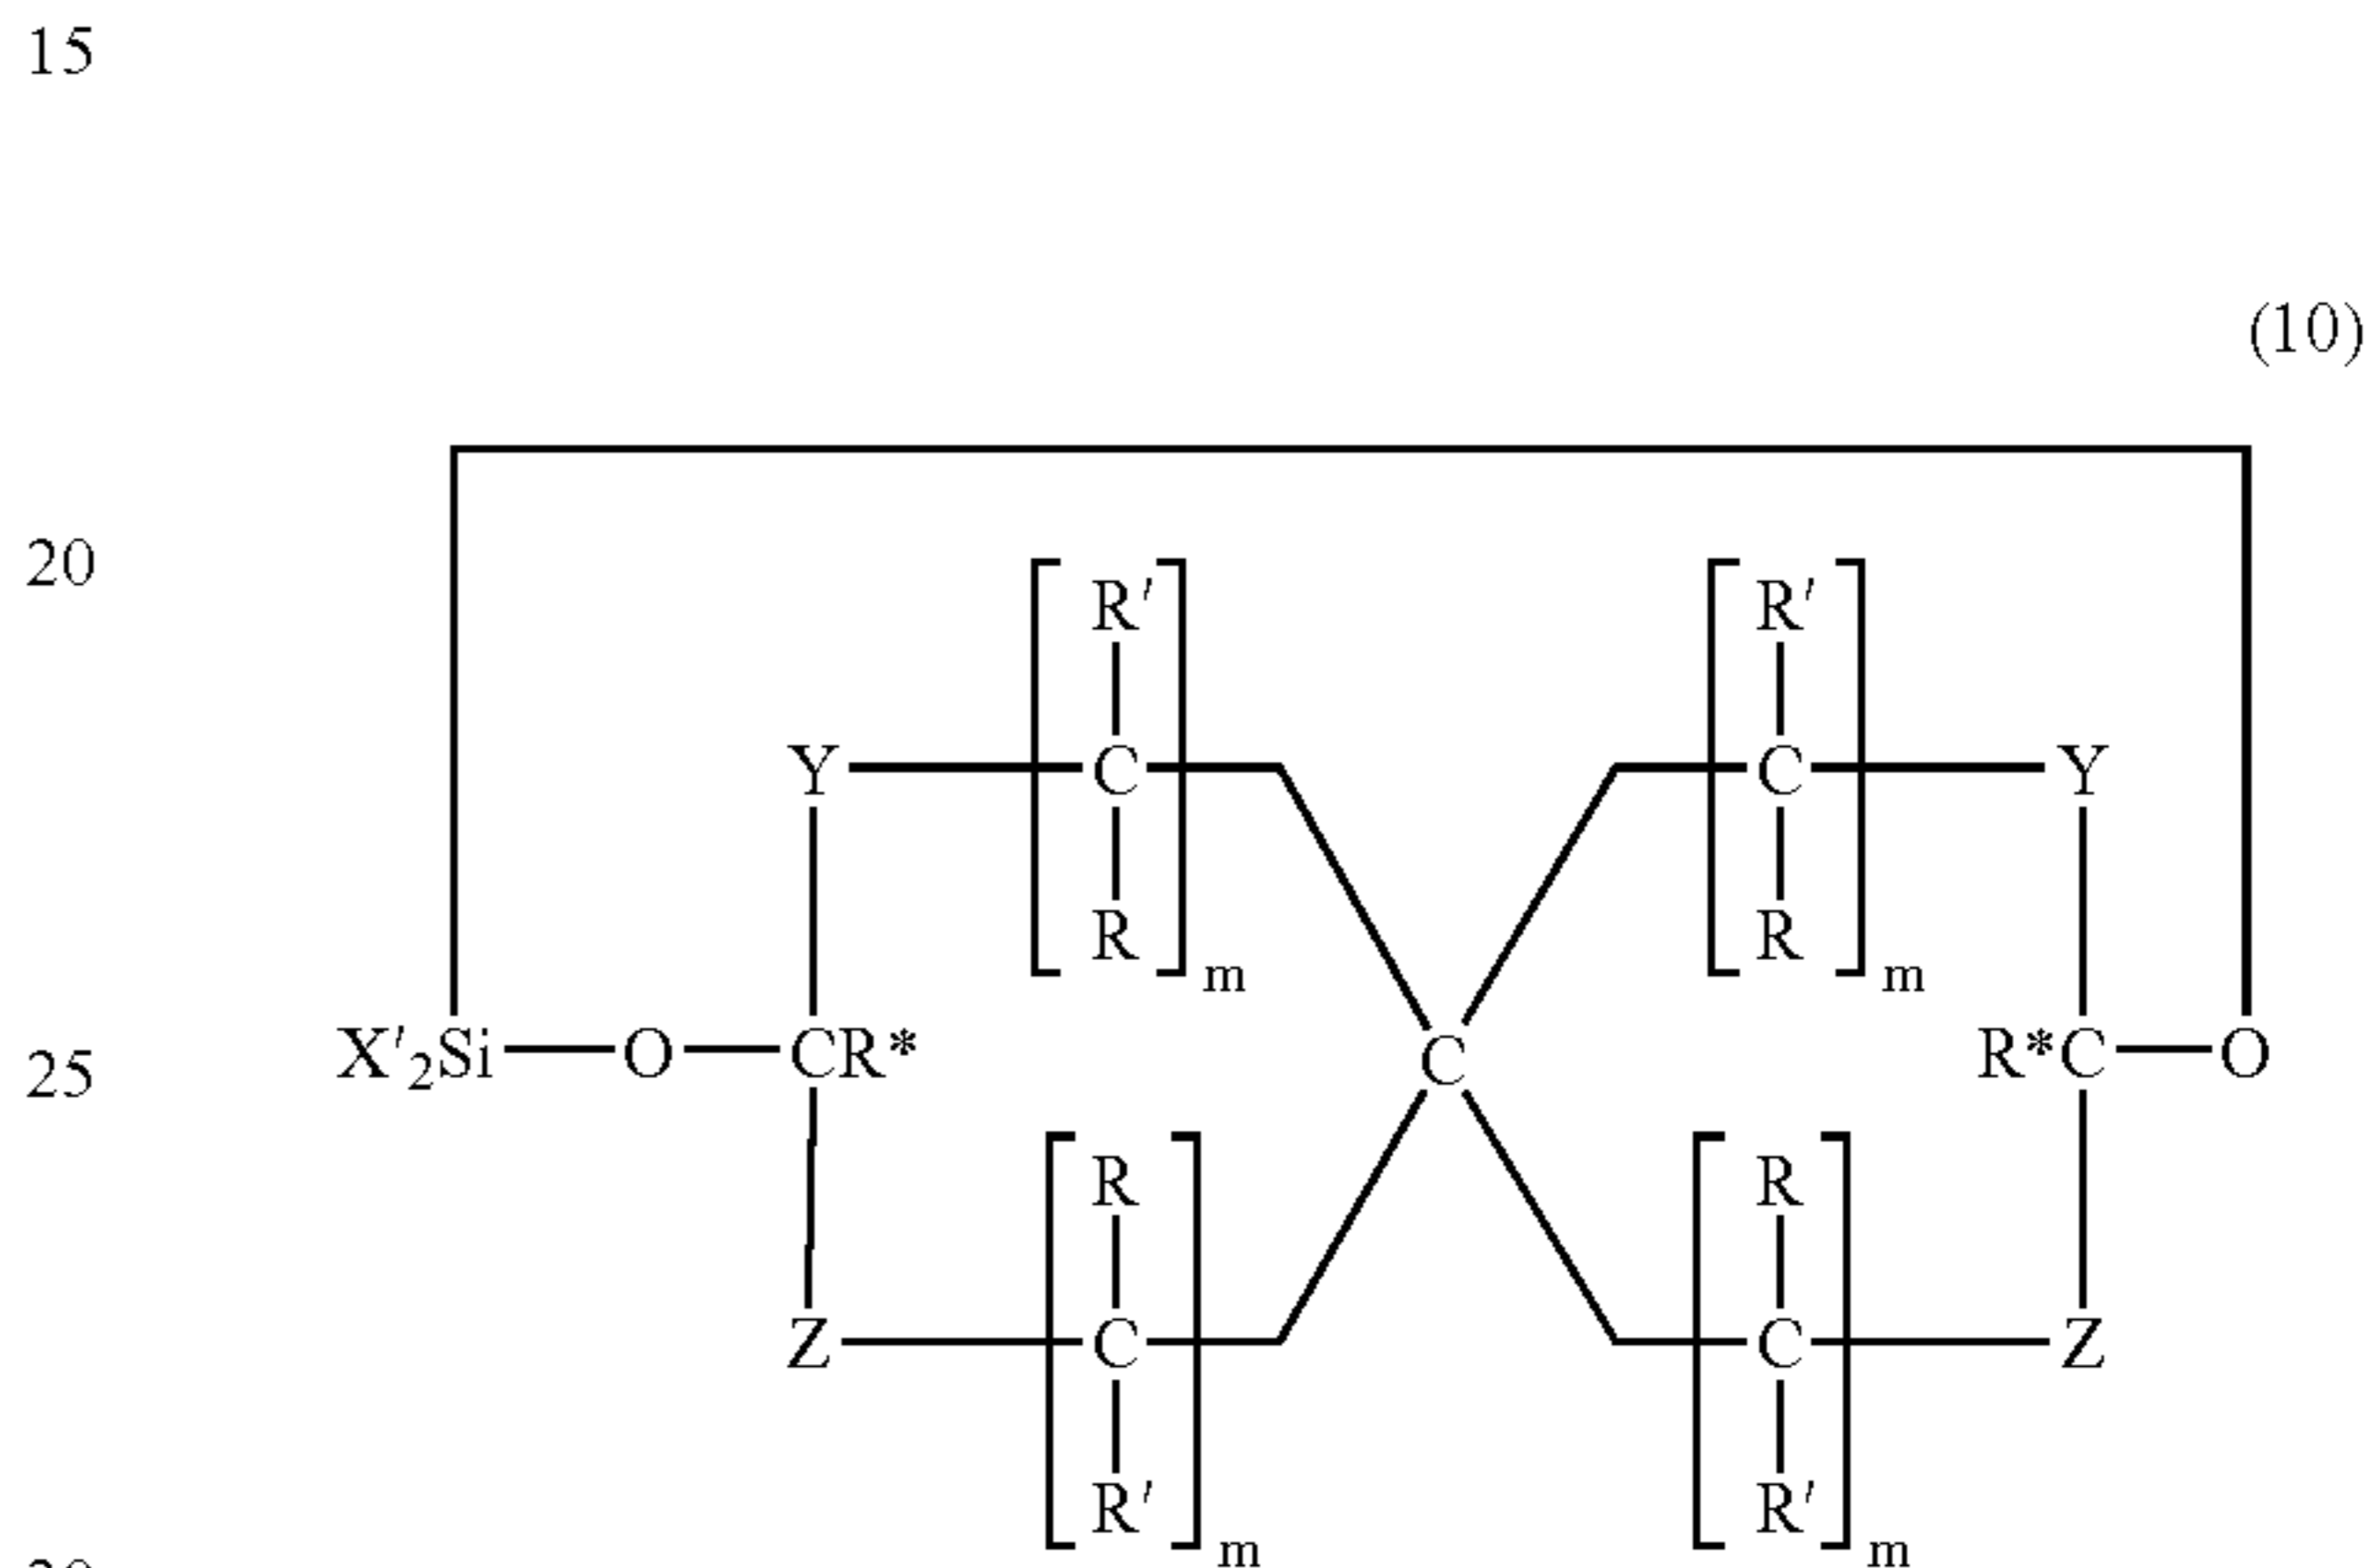 15
(10)
20
R' R'
Y C C Y
R R
m m
25 X'2Si O CR* C R*C O
R R
Z C C Z
R' R'
m m